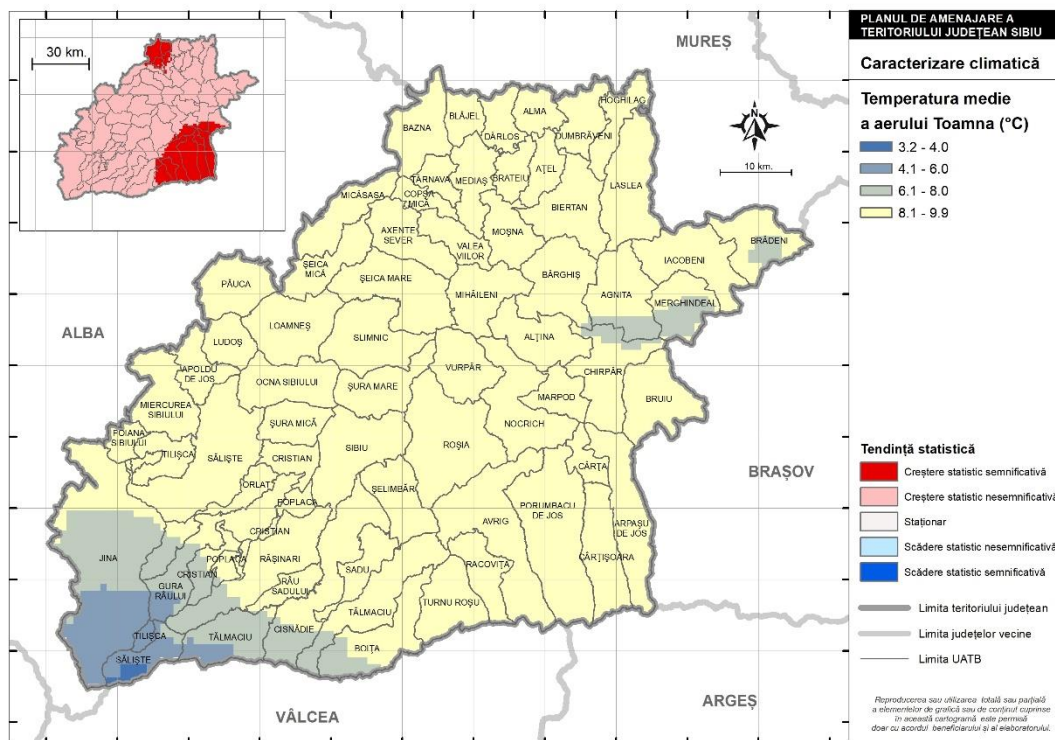 30 km.
MUREȘ
ALBA
BRAȘOV
VÂLCEA
ARGEȘ
N
10 km.
HOGHILAG
ALMA
BLĂJEL
BAZNA
DÂRLOS
DUMBRĂVENI
TÂRNAVA
MEDIAȘ
BRATEIU
AȚEL
LASLEA
MICĂSASA
COPȘA
MICĂ
BIERTAN
AXENTE
SEVER
MOȘNA
VALEA
VIILOR
BRĂDENI
IACOBENI
ȘEICA
MICĂ
ȘEICA MARE
BÂRGHIȘ
PĂUCA
MIHĂILENI
AGNITA
MERCHINDEAL
LOAMNEȘ
SLIMNIC
ALȚINA
LUDOȘ
VURPĂR
CHIRPĂR
APOLDU
DE JOS
OCNA SIBIULUI
ȘURA MARE
MARPOD
BRUIU
MIERCUREA
SIBIULUI
ȘURA MICĂ
NOCRICH
POIANA
SIBIULUI
TILIȘCA
SĂLIȘTE
CRISTIAN
SIBIU
ROȘIA
CÂRȚA
ORLAT
ȘELIMBĂR
POPLACA
PORUMBACU
DE JOS
AVRIG
ARPAȘU
DE JOS
CRISTIAN
JINA
POPLACA
RĂȘINARI
CÂRȚIȘOARA
CRISTIAN
SADU
RACOVIȚA
GURA
RÂULUI
RÂU
SADULUI
TĂLMACIU
TURNU ROȘU
TILIȘCA
TĂLMACIU
CISNĂDIE
BOIȚA
SĂLIȘTE
PLANUL DE AMENAJARE A
TERITORIULUI JUDEȚEAN SIBIU
Caracterizare climatică
Temperatura medie
a aerului Toamna (°C)
3.2 - 4.0
4.1 - 6.0
6.1 - 8.0
8.1 - 9.9
Tendință statistică
Creștere statistic semnificativă
Creștere statistic nesemnificativă
Staționar
Scădere statistic nesemnificativă
Scădere statistic semnificativă
Limita teritoriului județean
Limita județelor vecine
Limita UATB
Reproducerea sau utilizarea totală sau parțială
a elementelor de grafică sau de conținut cuprinse
în această cartogramă este permisă
doar cu acordul beneficiarului și al elaboratorului.